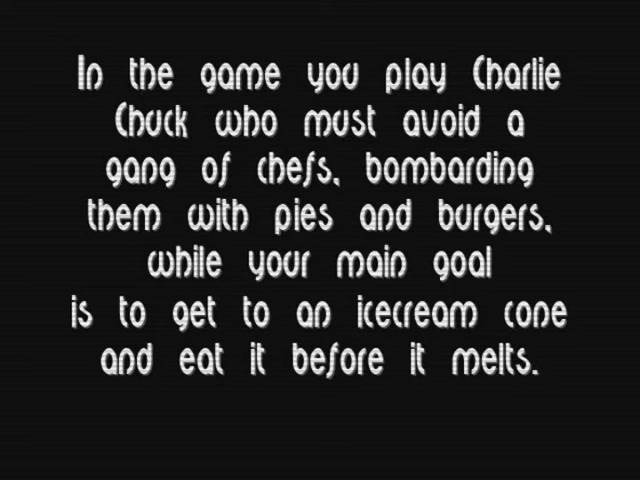 In the game you play Charlie
Chuck who must avoid a
gang of chefs, bombarding
them with pies and burgers,
while your main goal
is to get to an icecream cone
and eat it before it melts.